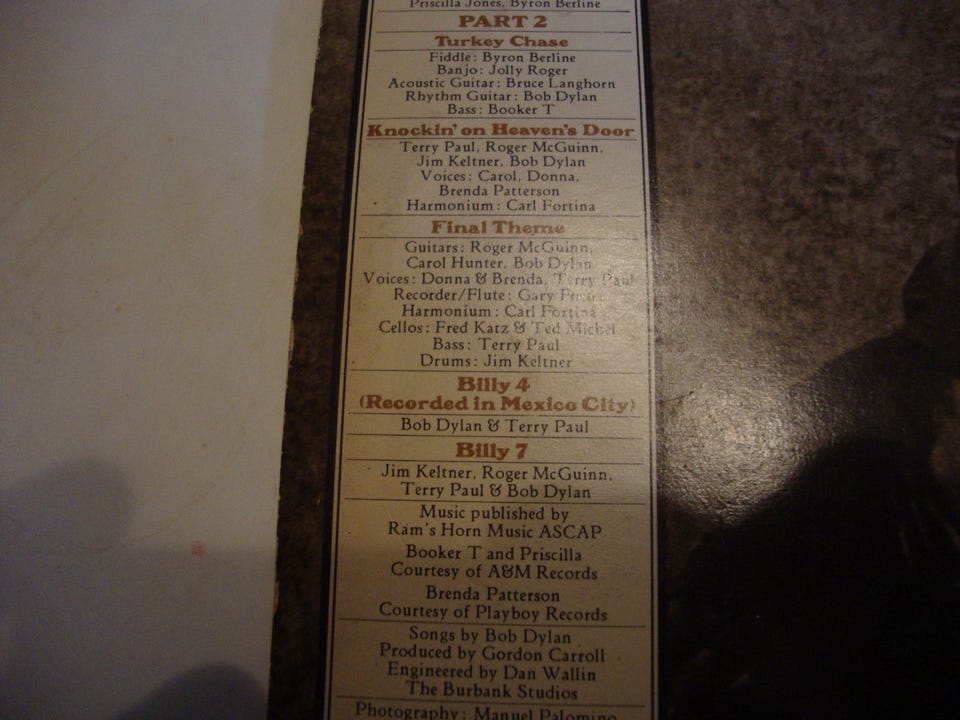 Priscilla Jones, Byron Berline
PART 2
Turkey Chase
Fiddle: Byron Berline
Banjo: Jolly Roger
Acoustic Guitar: Bruce Langhorn
Rhythm Guitar: Bob Dylan
Bass: Booker T
Knockin' on Heaven's Door
Terry Paul, Roger McGuinn,
Jim Keltner, Bob Dylan
Voices: Carol, Donna,
Brenda Patterson
Harmonium: Carl Fortina
Final Theme
Guitars: Roger McGuinn,
Carol Hunter, Bob Dylan
Voices: Donna & Brenda, Terry Paul
Recorder/Flute: Gary
Harmonium: Carl Fortina
Cellos: Fred Katz & Ted Michel
Bass: Terry Paul
Drums: Jim Keltner
Billy 4
(Recorded in Mexico City)
Bob Dylan & Terry Paul
Billy 7
Jim Keltner, Roger McGuinn,
Terry Paul & Bob Dylan
Music published by
Ram's Horn Music ASCAP
Booker T and Priscilla
Courtesy of A&M Records
Brenda Patterson
Courtesy of Playboy Records
Songs by Bob Dylan
Produced by Gordon Carroll
Engineered by Dan Wallin
The Burbank Studios
Photography: Manuel Palomino